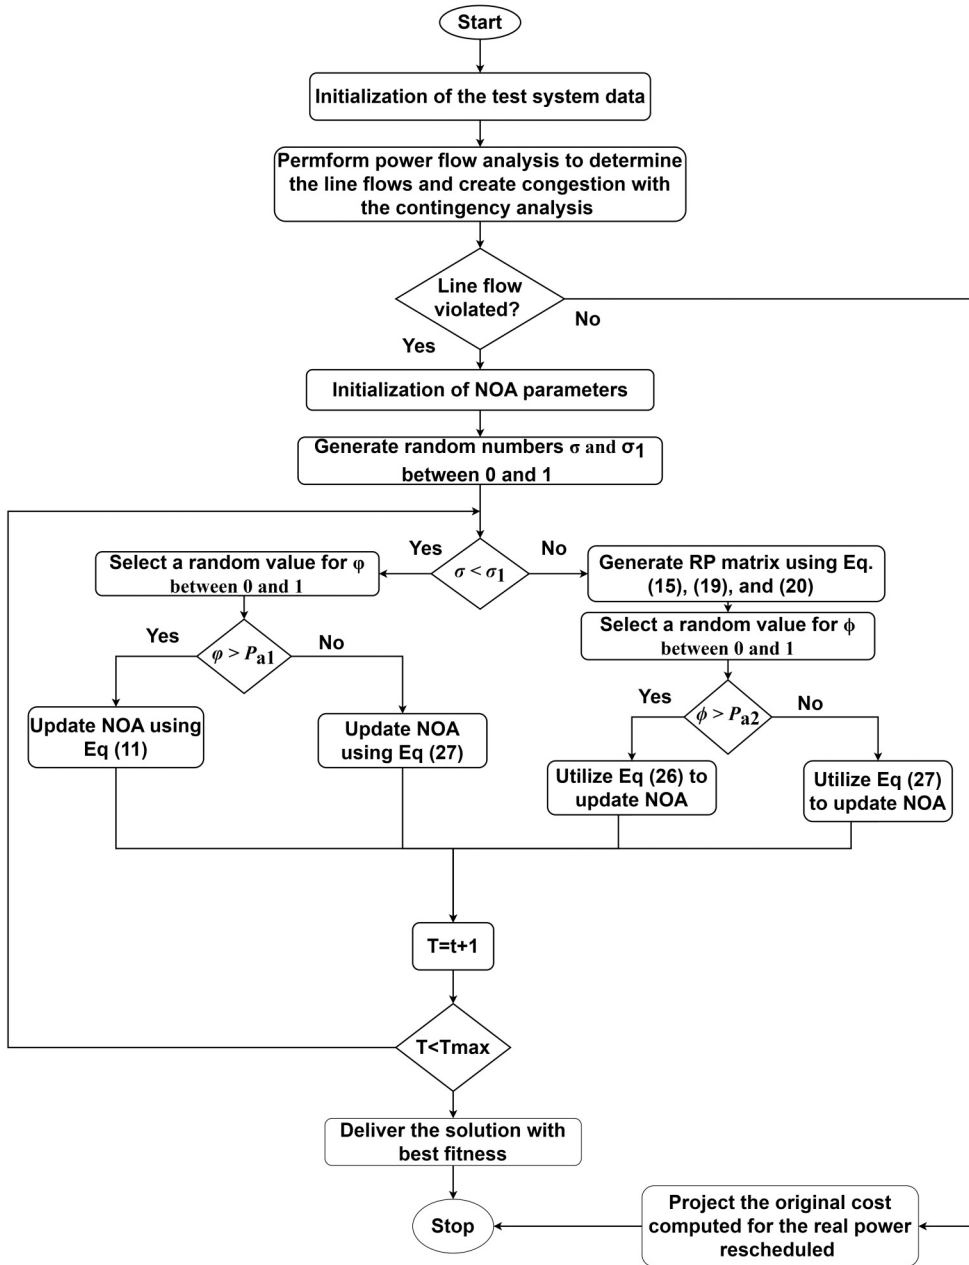 Start
Initialization of the test system data
Permform power flow analysis to determine
the line flows and create congestion with
the contingency analysis
Line flow
violated?
No
Yes
Initialization of NOA parameters
Generate random numbers σ and σ1
between 0 and 1
Yes
σ < σ1
No
Select a random value for φ
between 0 and 1
Generate RP matrix using Eq.
(15), (19), and (20)
Select a random value for ϕ
between 0 and 1
Yes
φ > Pa1
No
Yes
ϕ > Pa2
No
Update NOA using
Eq (11)
Update NOA
using Eq (27)
Utilize Eq (26) to
update NOA
Utilize Eq (27)
to update NOA
T=t+1
T<Tmax
Deliver the solution with
best fitness
Stop
Project the original cost
computed for the real power
rescheduled